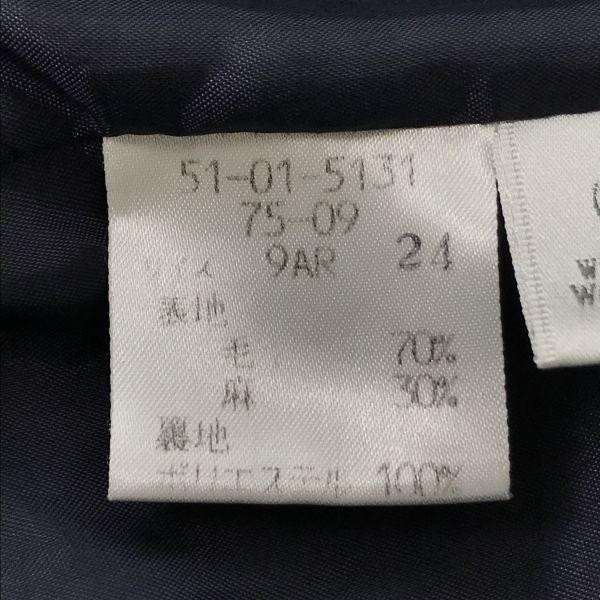 51-01-5131
75-09
サイズ 9AR 24
表地
毛 70%
麻 30%
裏地
ポリエステル 100%
W
W